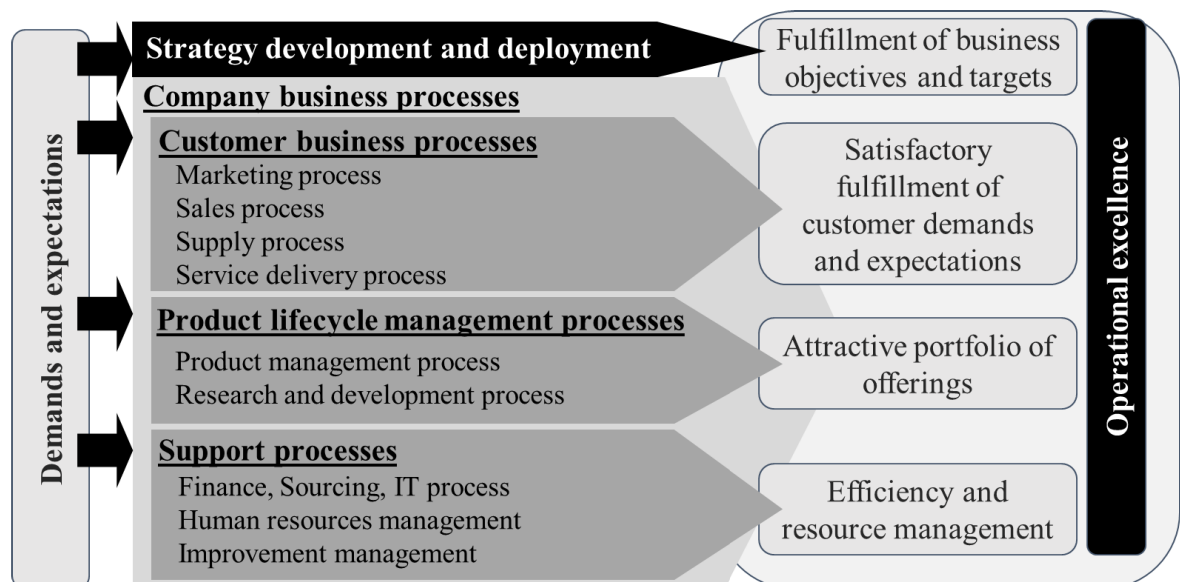 Demands and expectations
Strategy development and deployment
Company business processes
Customer business processes
Marketing process
Sales process
Supply process
Service delivery process
Product lifecycle management processes
Product management process
Research and development process
Support processes
Finance, Sourcing, IT process
Human resources management
Improvement management
Fulfillment of business
objectives and targets
Satisfactory
fulfillment of
customer demands
and expectations
Attractive portfolio of
offerings
Efficiency and
resource management
Operational excellence